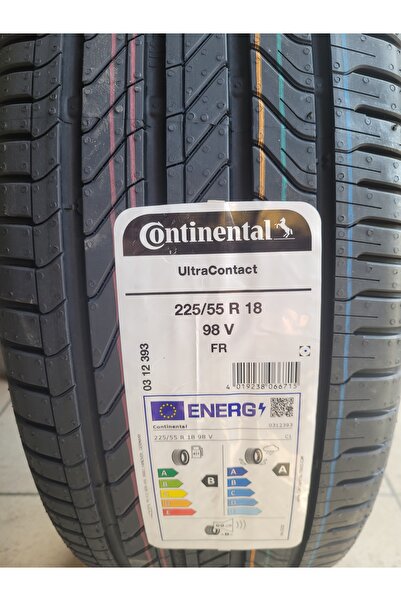 Continental
UltraContact
225/55 R 18
98 V
FR
03 12 393
4 019238 066715
ENERG
Continental
0312393
225/55 R 18 98 V
C1
A
B
C
D
E
B
A
B
C
D
E
A